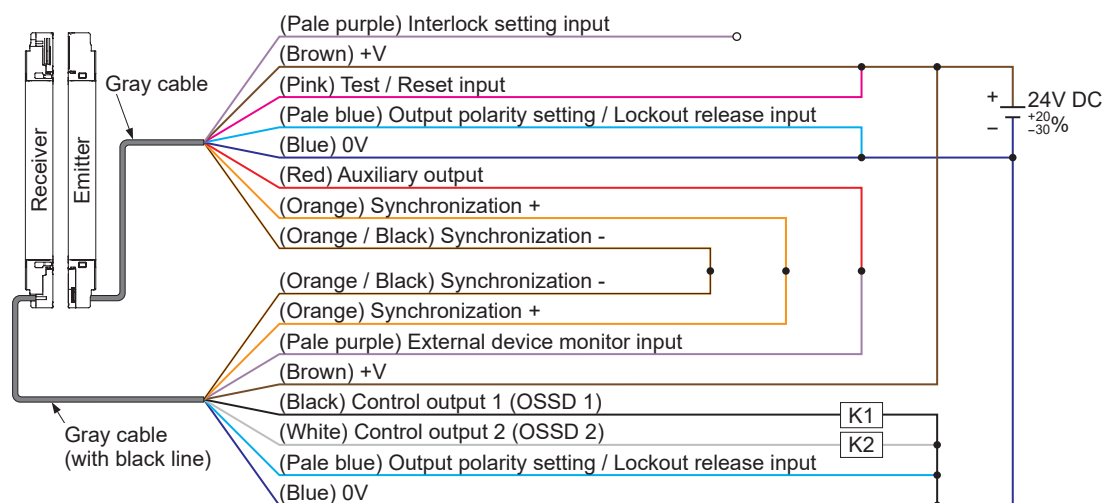 (Pale purple) Interlock setting input
(Brown) +V
Gray cable
(Pink) Test / Reset input
(Pale blue) Output polarity setting / Lockout release input
+ 24V DC
+20
−30%
−
(Blue) 0V
(Red) Auxiliary output
(Orange) Synchronization +
(Orange / Black) Synchronization -
Receiver
Emitter
(Orange / Black) Synchronization -
(Orange) Synchronization +
(Pale purple) External device monitor input
(Brown) +V
(Black) Control output 1 (OSSD 1)
K1
Gray cable
(with black line)
(White) Control output 2 (OSSD 2)
K2
(Pale blue) Output polarity setting / Lockout release input
(Blue) 0V